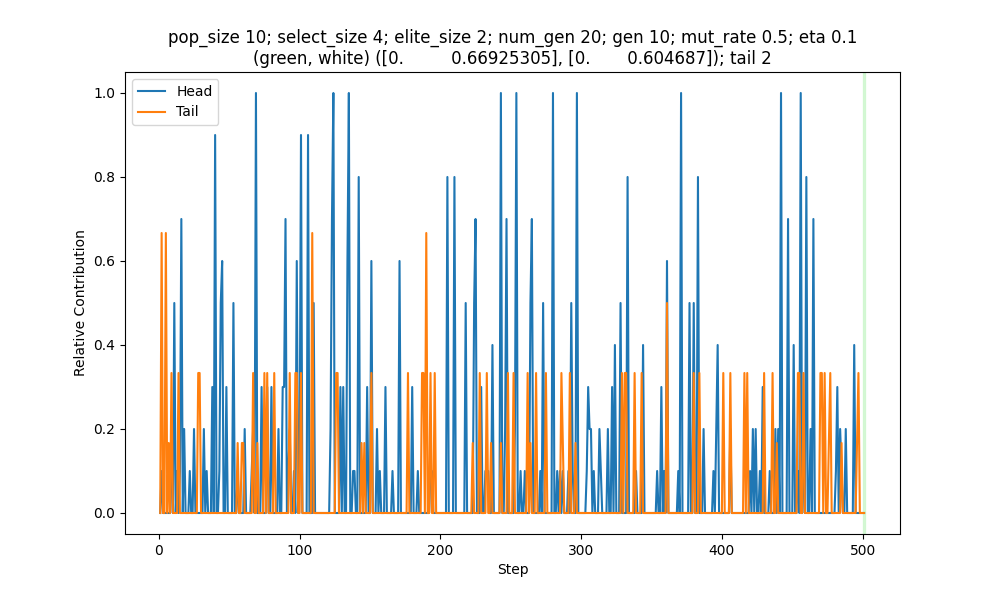 pop_size 10; select_size 4; elite_size 2; num_gen 20; gen 10; mut_rate 0.5; eta 0.1
(green, white) ([0. 0.66925305], [0. 0.604687]); tail 2
Head
Tail
1.0
0.8
0.6
0.4
0.2
0.0
Relative Contribution
0 100 200 300 400 500
Step